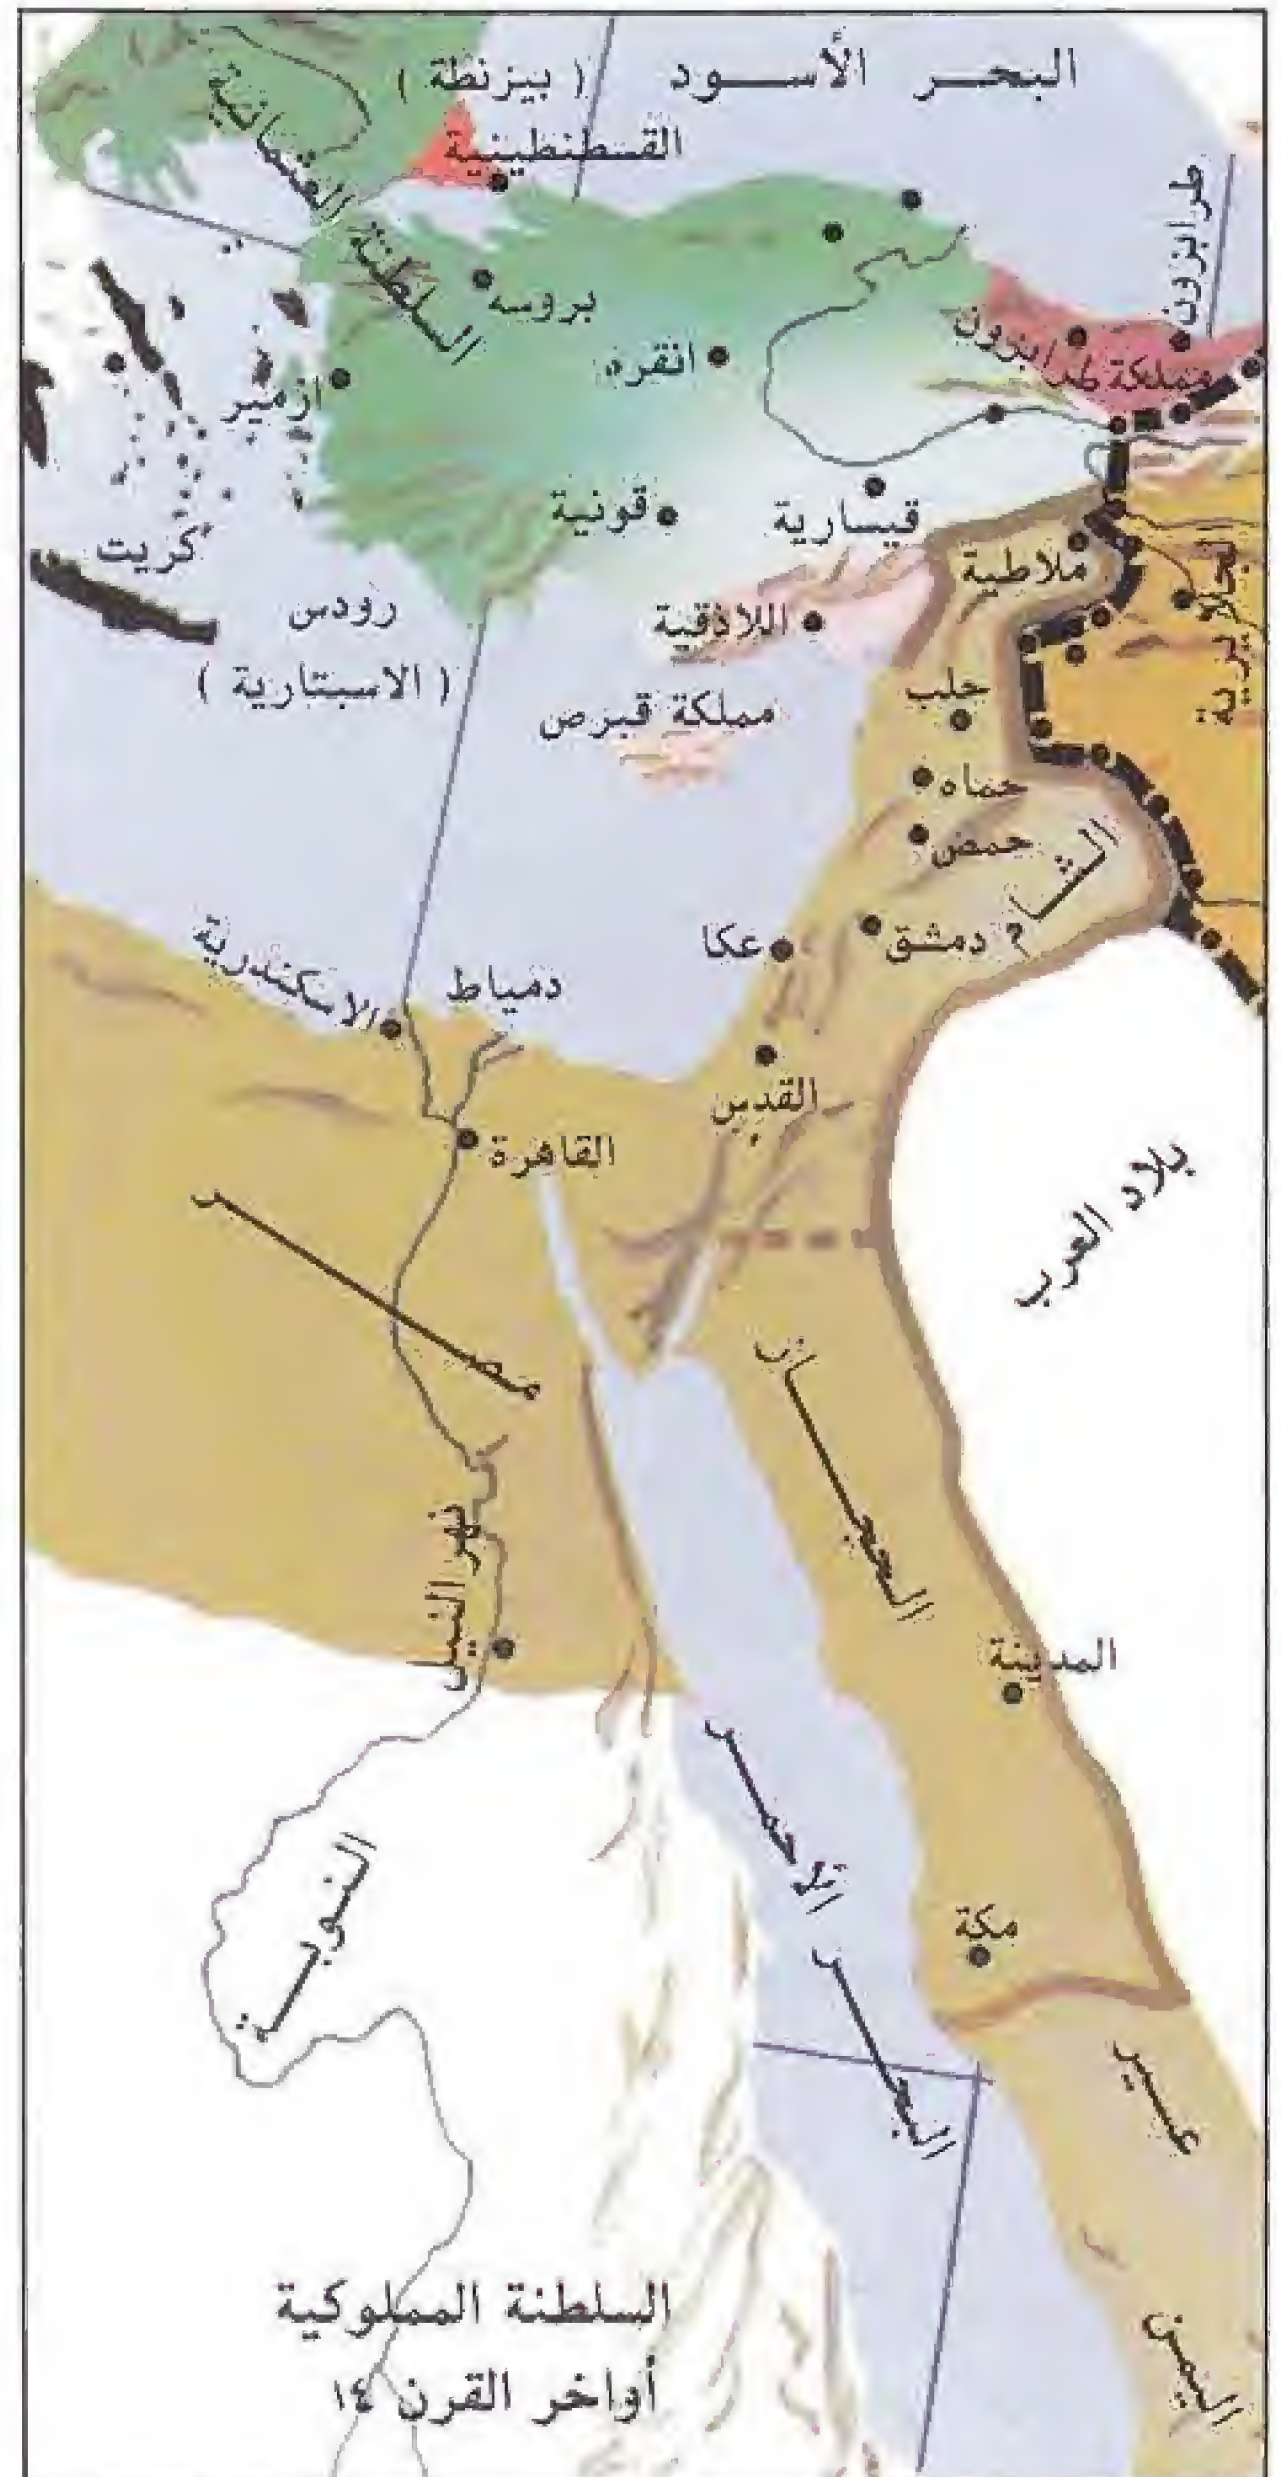 البحر الأسود
( بيزنطة )
القسطنطينية
السلطنة العثمانية
طرابزون
مملكة طرابزون
بروسه
انقره
ازمير
قونية
قيسارية
ملاطية
كريت
رودس
( الاسبتارية )
اللاذقية
مملكة قبرص
حلب
حماه
حمص
الشام
دمشق
عكا
الاسكندرية
دمياط
القدس
القاهرة
بلاد العرب
مصر
الحجاز
نهر النيل
المدينة
البحر الأحمر
النوبة
مكة
عسير
اليمن
السلطنة المملوكية
أواخر القرن ١٤